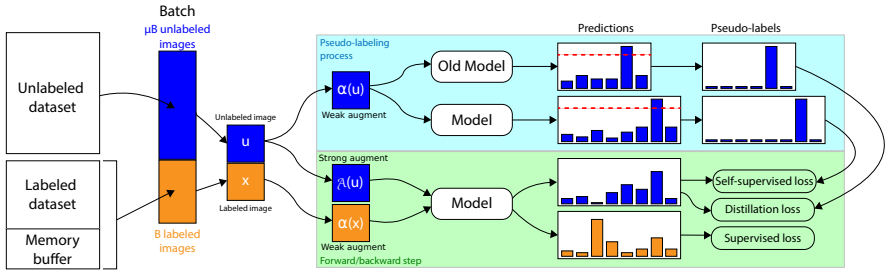 Batch
μB unlabeled
images
Unlabeled
dataset
Labeled
dataset
Memory
buffer
B labeled
images
Unlabeled image
u
x
Labeled image
Predictions
Pseudo-labels
Pseudo-labeling
process
α(u)
Weak augment
Old Model
Model
Strong augment
𝔸(u)
α(x)
Weak augment
Forward/backward step
Model
Self-supervised loss
Distillation loss
Supervised loss